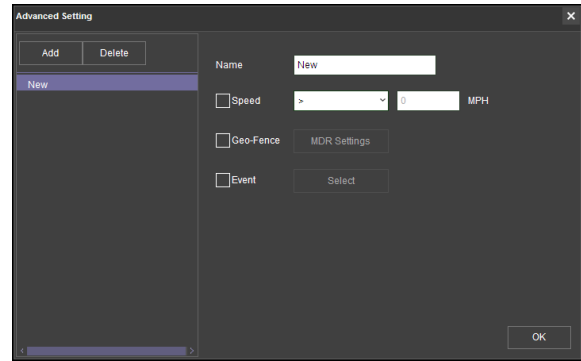 Advanced Setting
Add Delete
New
Name New
Speed > 0 MPH
Geo-Fence MDR Settings
Event Select
OK